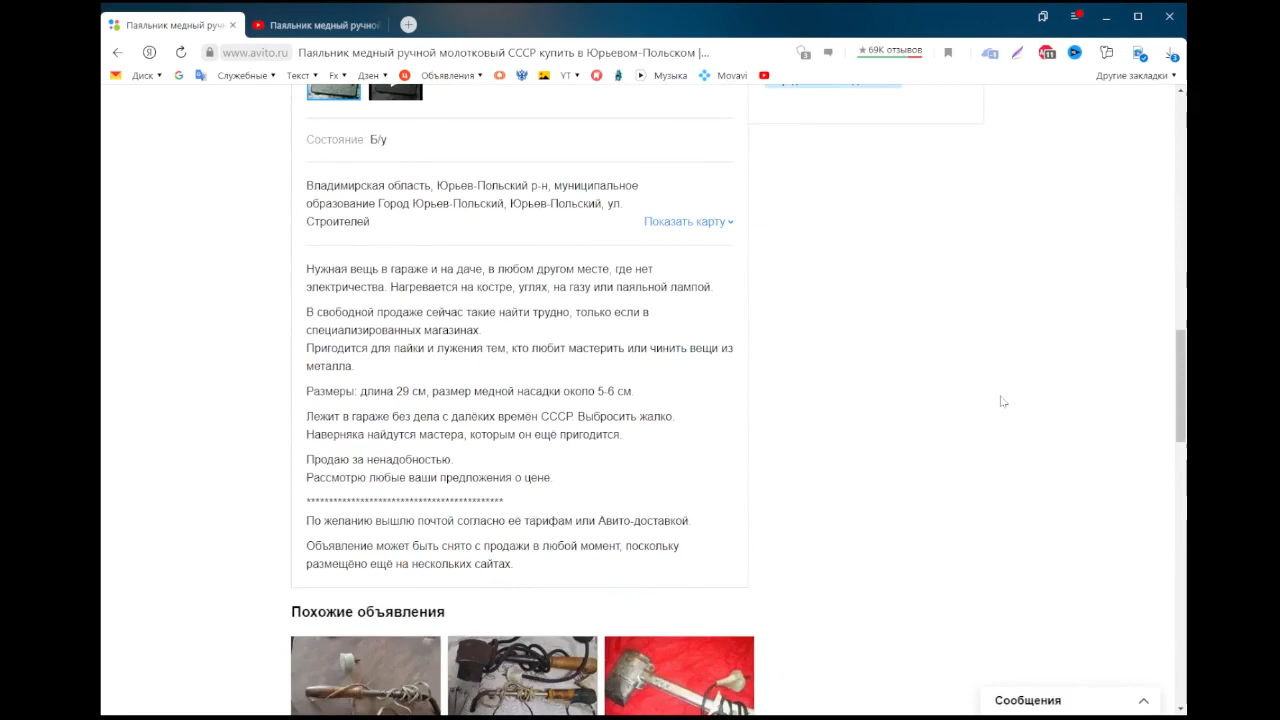 Паяльник медный руч
Паяльник медный ручной
www.avito.ru Паяльник медный ручной молотковый СССР купить в Юрьевом-Польском |...
69K отзывов
Диск
Служебные
Текст
Fx
Дзен
Объявления
YT
Музыка
Movavi
Другие закладки
Состояние: Б/у
Владимирская область, Юрьев-Польский р-н, муниципальное
образование Город Юрьев-Польский, Юрьев-Польский, ул.
Строителей
Показать карту
Нужная вещь в гараже и на даче, в любом другом месте, где нет
электричества. Нагревается на костре, углях, на газу или паяльной лампой.
В свободной продаже сейчас такие найти трудно, только если в
специализированных магазинах.
Пригодится для пайки и лужения тем, кто любит мастерить или чинить вещи из
металла.
Размеры: длина 29 см, размер медной насадки около 5-6 см.
Лежит в гараже без дела с далёких времён СССР. Выбросить жалко.
Наверняка найдутся мастера, которым он ещё пригодится.
Продаю за ненадобностью.
Рассмотрю любые ваши предложения о цене.
********************************************
По желанию вышлю почтой согласно её тарифам или Авито-доставкой.
Объявление может быть снято с продажи в любой момент, поскольку
размещёно ещё на нескольких сайтах.
Похожие объявления
Сообщения